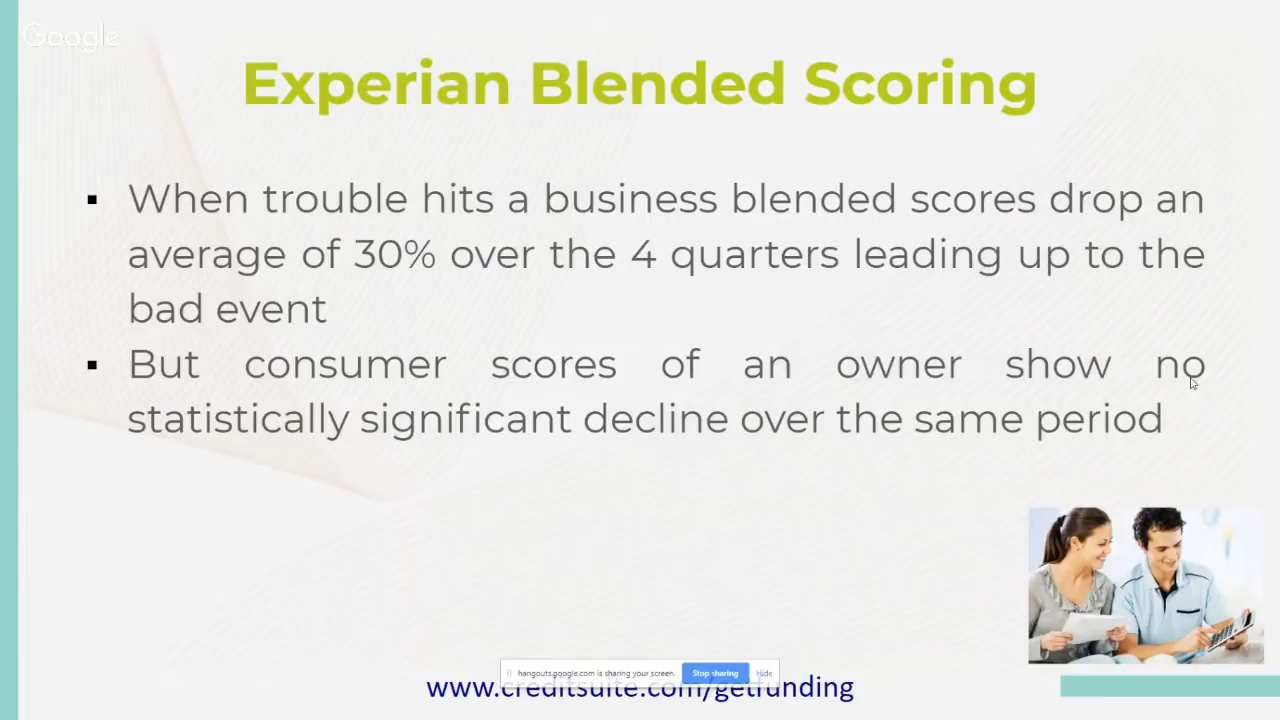 Google
Experian Blended Scoring
▪ When trouble hits a business blended scores drop an
average of 30% over the 4 quarters leading up to the
bad event
▪ But consumer scores of an owner show no
statistically significant decline over the same period
hangouts.google.com is sharing your screen. Stop sharing Hide
www.creditsuite.com/getfunding